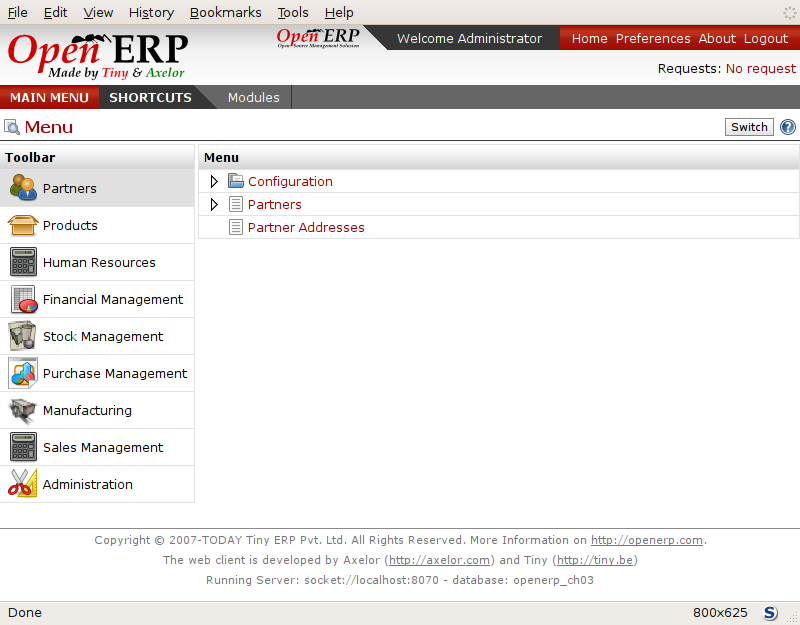 File Edit View History Bookmarks Tools Help
Open ERP
Made by Tiny & Axelor
Open ERP
Open Source Management Solution
Welcome Administrator
Home Preferences About Logout
Requests: No request
MAIN MENU SHORTCUTS Modules
Menu
Switch ?
Toolbar
Partners
Products
Human Resources
Financial Management
Stock Management
Purchase Management
Manufacturing
Sales Management
Administration
Menu
Configuration
Partners
Partner Addresses
Copyright © 2007-TODAY Tiny ERP Pvt. Ltd. All Rights Reserved. More Information on http://openerp.com.
The web client is developed by Axelor (http://axelor.com) and Tiny (http://tiny.be)
Running Server: socket://localhost:8070 - database: openerp_ch03
Done 800x625 S